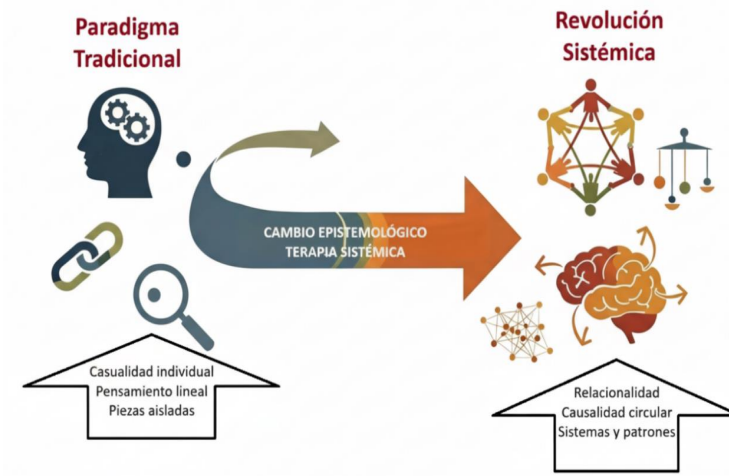 Paradigma
Tradicional
Revolución
Sistémica
CAMBIO EPISTEMOLÓGICO
TERAPIA SISTÉMICA
Casualidad individual
Pensamiento lineal
Piezas aisladas
Relacionalidad
Causalidad circular
Sistemas y patrones